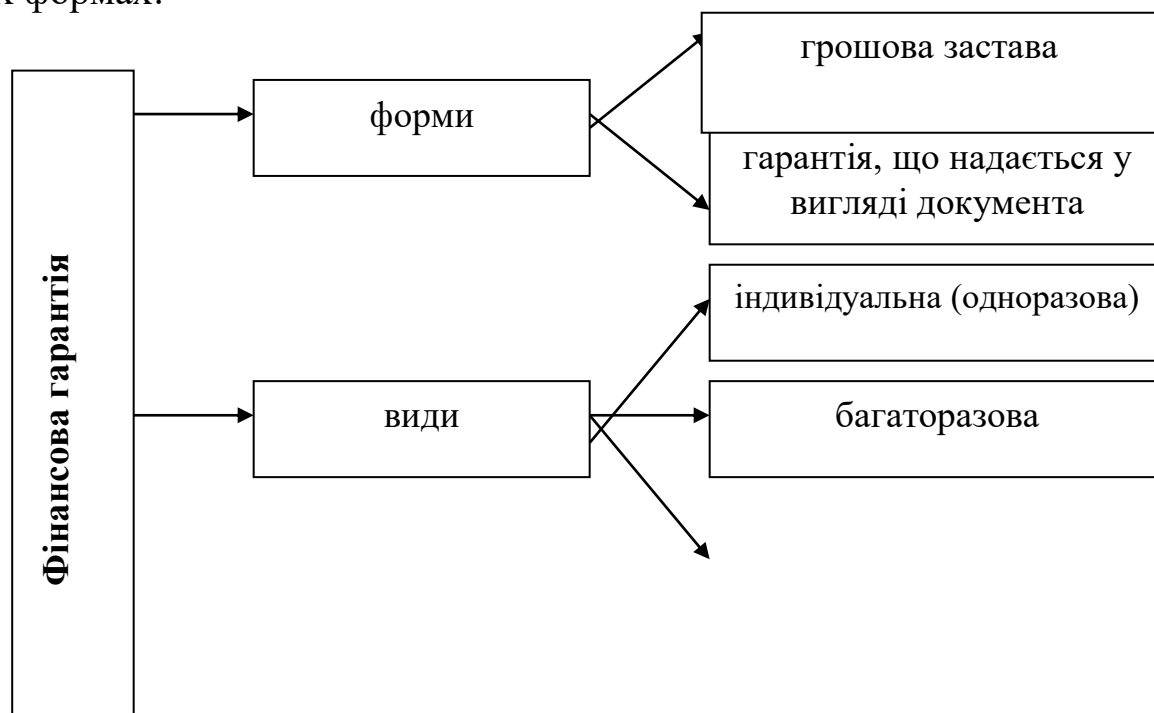 х формах:
Фінансова гарантія
форми
грошова застава
гарантія, що надається у
вигляді документа
види
індивідуальна (одноразова)
багаторазова